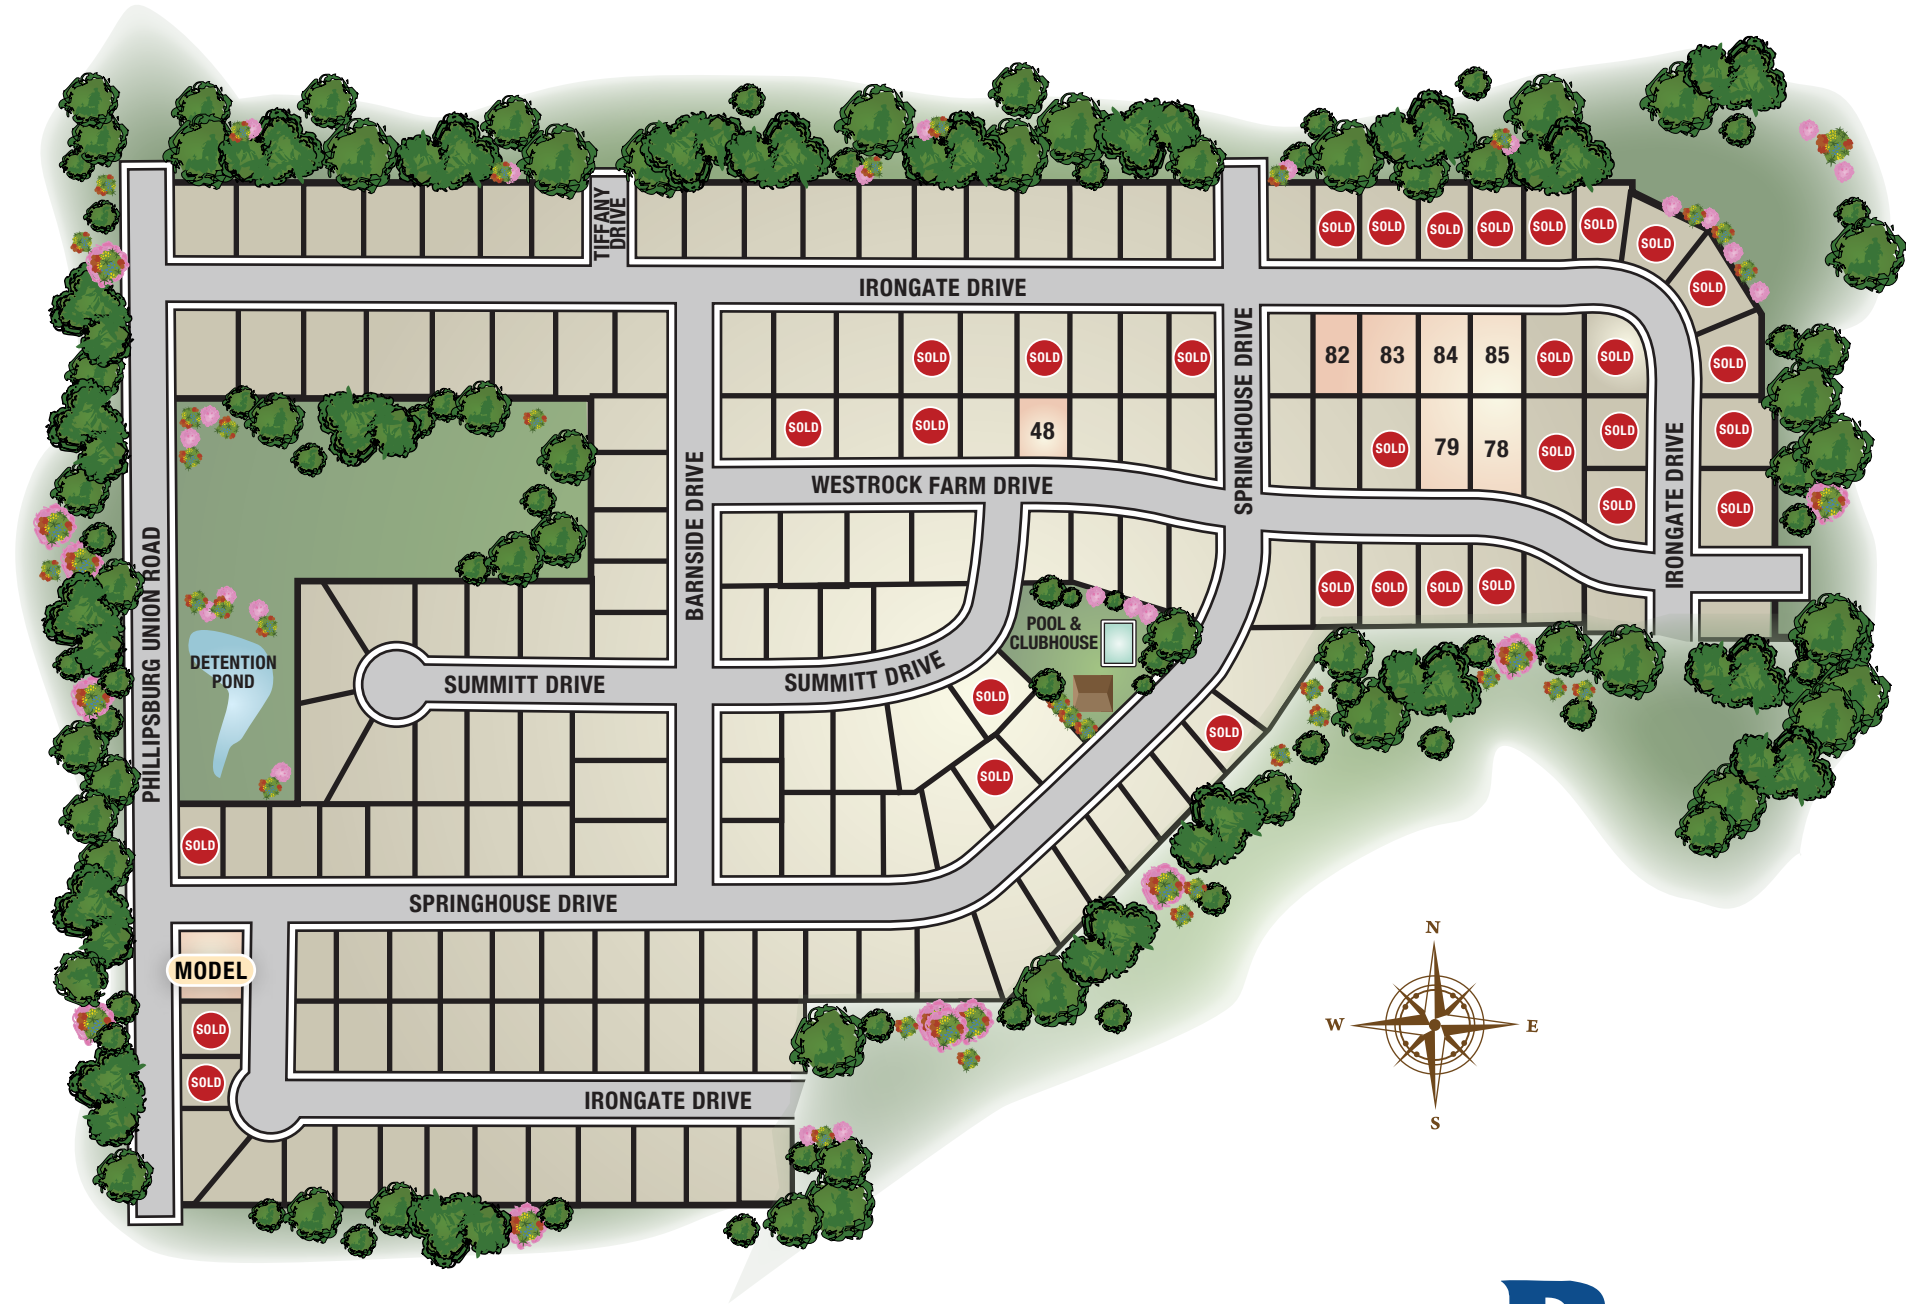 TIFFANY
DRIVE
SOLD
SOLD
SOLD
SOLD
SOLD
SOLD
SOLD
SOLD
IRONGATE DRIVE
SPRINGHOUSE DRIVE
SOLD
SOLD
SOLD
82
83
84
85
SOLD
SOLD
SOLD
SOLD
SOLD
48
SOLD
79
78
SOLD
SOLD
SOLD
SOLD
SOLD
IRONGATE DRIVE
WESTROCK FARM DRIVE
BARNSIDE DRIVE
PHILLIPSBURG UNION ROAD
SOLD
SOLD
SOLD
SOLD
POOL &
CLUBHOUSE
DETENTION
POND
SUMMITT DRIVE
SUMMITT DRIVE
SOLD
SOLD
SOLD
SOLD
SPRINGHOUSE DRIVE
MODEL
SOLD
SOLD
IRONGATE DRIVE
N
W
E
S